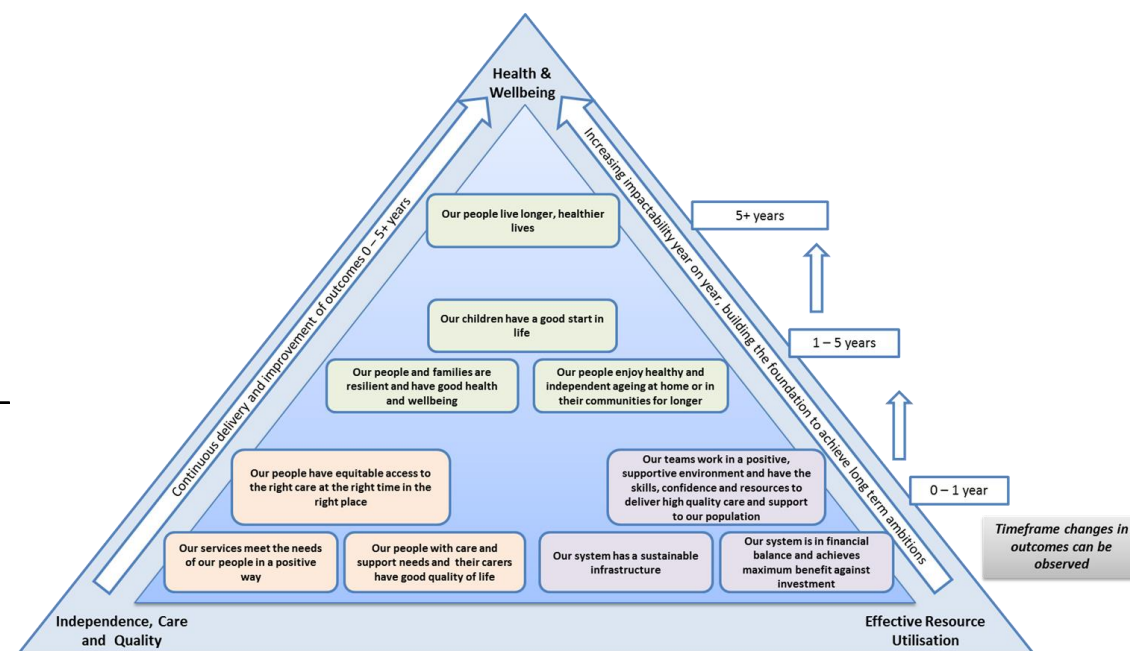 Health &
Wellbeing
Continuous delivery and improvement of outcomes 0 – 5+ years
Increasing impactability year on year, building the foundation to achieve long term ambitions
Our people live longer, healthier
lives
5+ years
Our children have a good start in
life
1 – 5 years
Our people and families are
resilient and have good health
and wellbeing
Our people enjoy healthy and
independent ageing at home or in
their communities for longer
Our people have equitable access to
the right care at the right time in the
right place
Our teams work in a positive,
supportive environment and have the
skills, confidence and resources to
deliver high quality care and support
to our population
0 – 1 year
Timeframe changes in
outcomes can be
observed
Our services meet the needs
of our people in a positive
way
Our people with care and
support needs and their carers
have good quality of life
Our system has a sustainable
infrastructure
Our system is in financial
balance and achieves
maximum benefit against
investment
Independence, Care
and Quality
Effective Resource
Utilisation